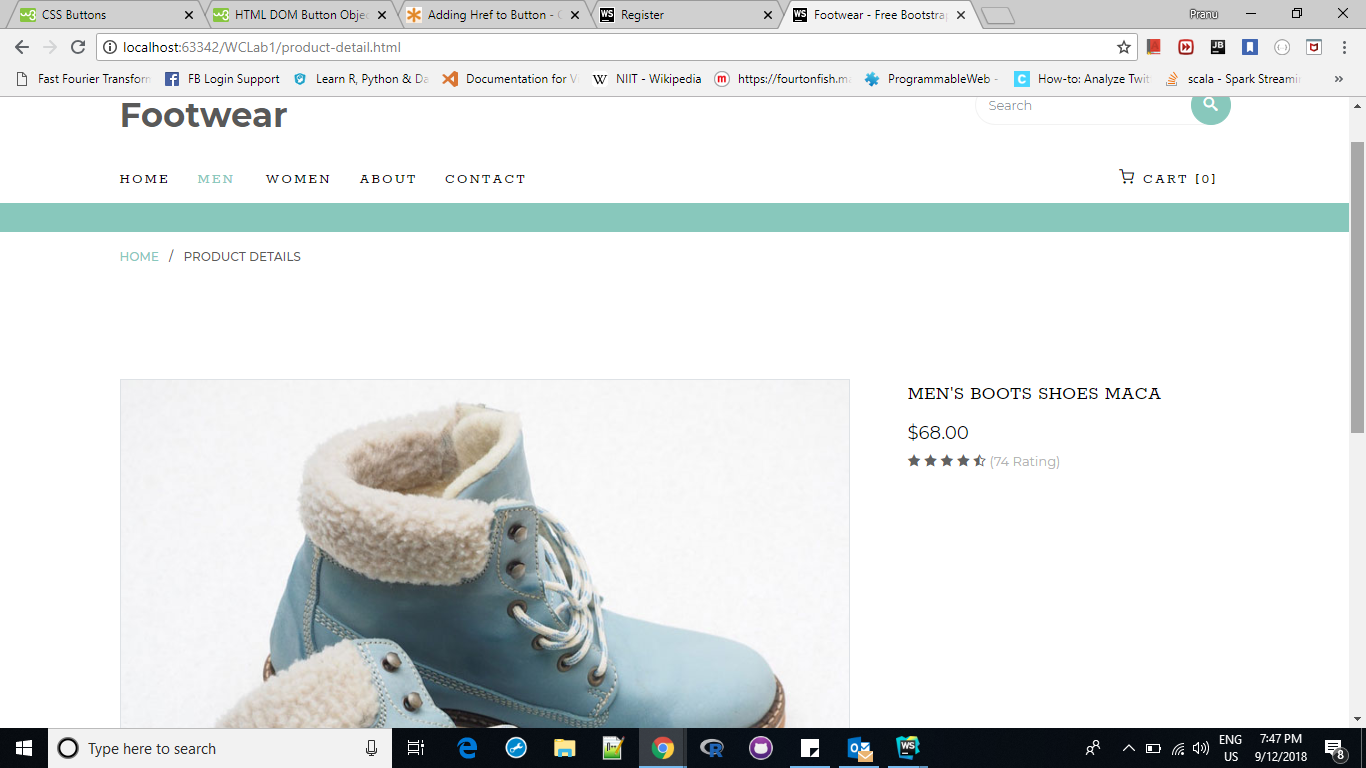 CSS Buttons
HTML DOM Button Objec
Adding Href to Button - C
Register
Footwear - Free Bootstrap
Pranu
localhost:63342/WCLab1/product-detail.html
Fast Fourier Transform
FB Login Support
Learn R, Python & Da
Documentation for V
NIIT - Wikipedia
https://fourtonfish.m
ProgrammableWeb -
How-to: Analyze Twit
scala - Spark Streamin
Footwear
Search
HOME
MEN
WOMEN
ABOUT
CONTACT
CART [0]
HOME / PRODUCT DETAILS
MEN'S BOOTS SHOES MACA
$68.00
(74 Rating)
Type here to search
ENG
US
7:47 PM
9/12/2018
8